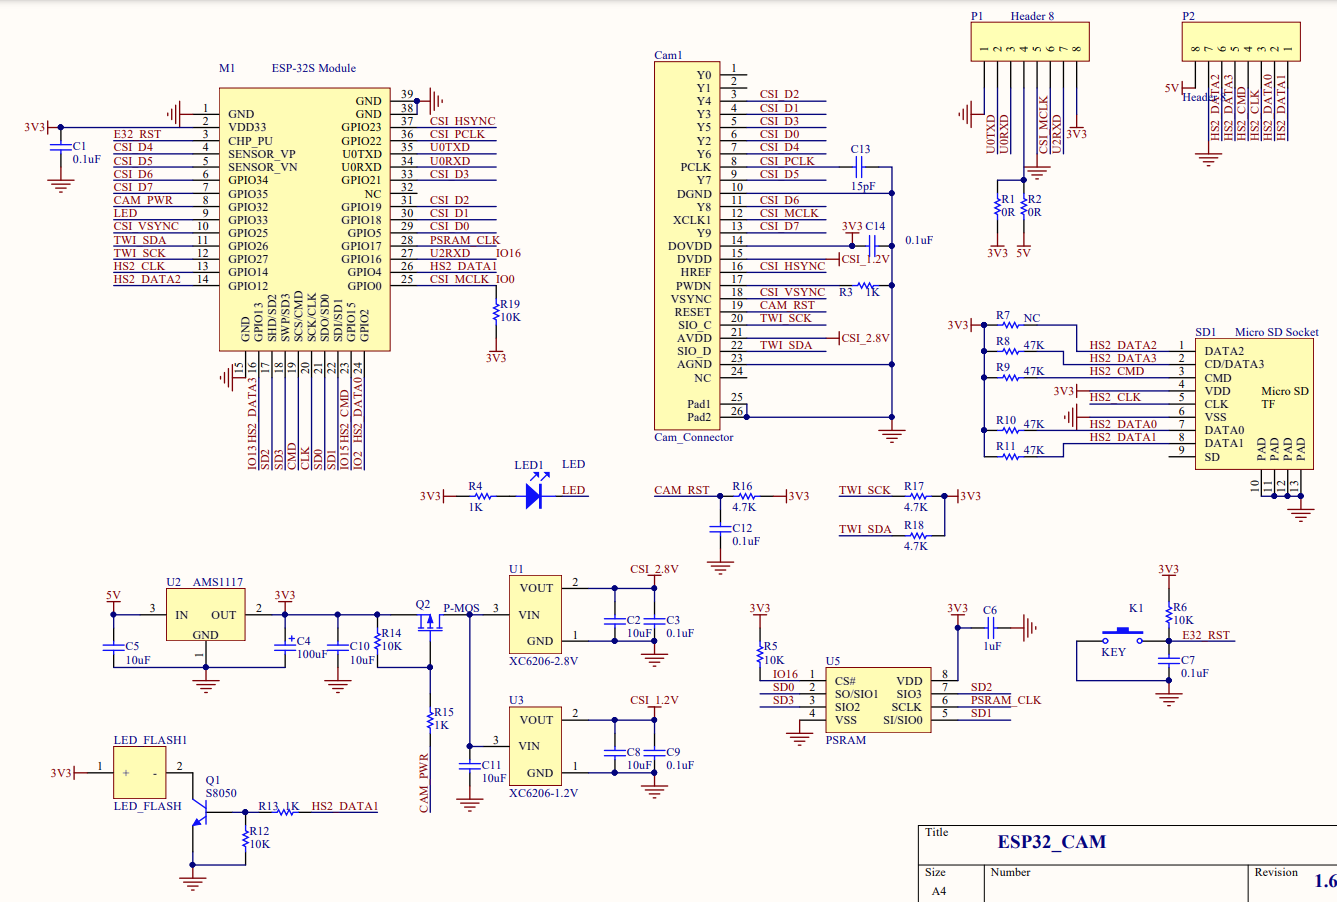 M1 ESP-32S Module
1 GND
2 VDD33
3 CHP_PU
4 SENSOR_VP
5 SENSOR_VN
6 GPIO34
7 GPIO35
8 GPIO32
9 GPIO33
10 GPIO25
11 GPIO26
12 GPIO27
13 GPIO14
14 GPIO12
3V3
E32_RST
CSI_D4
CSI_D5
CSI_D6
CSI_D7
CAM_PWR
LED
CSI_VSYNC
TWI_SDA
TWI_SCK
HS2_CLK
HS2_DATA2
C1
0.1uF
GND 39
GND 38
GPIO23 37 CSI_HSYNC
GPIO22 36 CSI_PCLK
U0TXD 35 U0TXD
U0RXD 34 U0RXD
GPIO21 33 CSI_D3
NC 32
GPIO19 31 CSI_D2
GPIO18 30 CSI_D1
GPIO5 29 CSI_D0
GPIO17 28 PSRAM_CLK
GPIO16 27 U2RXD IO16
GPIO4 26 HS2_DATA1
GPIO0 25 CSI_MCLK IO0
GND 15
GPIO13 16 IO13 HS2_DATA3
SHD/SD2 17 SD2
SWP/SD3 18 SD3
SCS/CMD 19 CMD
SCK/CLK 20 CLK
SDO/SD0 21 SD0
SDI/SD1 22 SD1
GPIO15 23 IO15 HS2_CMD
GPIO2 24 IO2 HS2_DATA0
R19
10K
3V3
Cam1
Y0 1
Y1 2
Y4 3 CSI_D2
Y3 4 CSI_D1
Y5 5 CSI_D3
Y2 6 CSI_D0
Y6 7 CSI_D4
PCLK 8 CSI_PCLK
Y7 9 CSI_D5
DGND 10
Y8 11 CSI_D6
XCLK1 12 CSI_MCLK
Y9 13 CSI_D7
DOVDD 14
DVDD 15 CSI_1.2V
HREF 16 CSI_HSYNC
PWDN 17
VSYNC 18 CSI_VSYNC
RESET 19 CAM_RST
SIO_C 20 TWI_SCK
AVDD 21 CSI_2.8V
SIO_D 22 TWI_SDA
AGND 23
NC 24
Pad1 25
Pad2 26
Cam_Connector
C13
15pF
3V3 C14
0.1uF
R3 1K
P1 Header 8
1 2 3 4 5 6 7 8
U0TXD
U0RXD
CSI_MCLK
U2RXD
3V3
R1
0R
R2
0R
3V3 5V
P2
8 7 6 5 4 3 2 1
5V
Header
HS2_DATA2
HS2_DATA3
HS2_CMD
HS2_CLK
HS2_DATA0
HS2_DATA1
3V3
R7 NC
R8 47K
R9 47K
R10 47K
R11 47K
SD1 Micro SD Socket
HS2_DATA2 1 DATA2
HS2_DATA3 2 CD/DATA3
HS2_CMD 3 CMD
3V3 4 VDD
HS2_CLK 5 CLK
6 VSS
HS2_DATA0 7 DATA0
HS2_DATA1 8 DATA1
9 SD
Micro SD
TF
PAD PAD PAD PAD
10 11 12 13
LED1 LED
3V3 R4 LED
1K
CAM_RST R16 3V3
4.7K
C12
0.1uF
TWI_SCK R17 3V3
4.7K
TWI_SDA R18
4.7K
U2 AMS1117
5V 3 IN OUT 2 3V3
GND
1
C5
10uF
C4
100uF
C10
10uF
R14
10K
Q2 P-MOS
R15
1K
CAM_PWR
U1
VOUT 2 CSI_2.8V
3 VIN
GND 1
XC6206-2.8V
C2
10uF
C3
0.1uF
U3
VOUT 2 CSI_1.2V
3 VIN
GND 1
XC6206-1.2V
C11
10uF
C8
10uF
C9
0.1uF
3V3
R5
10K
U5
IO16 1 CS#
SD0 2 SO/SIO1
SD3 3 SIO2
4 VSS
VDD 8
SIO3 7 SD2
SCLK 6 PSRAM_CLK
SI/SIO0 5 SD1
PSRAM
3V3 C6
1uF
3V3
K1 R6
10K
KEY E32_RST
C7
0.1uF
LED_FLASH1
3V3 1 + - 2
LED_FLASH
Q1
S8050
R13 1K HS2_DATA1
R12
10K
Title
ESP32_CAM
Size Number Revision
A4 1.6